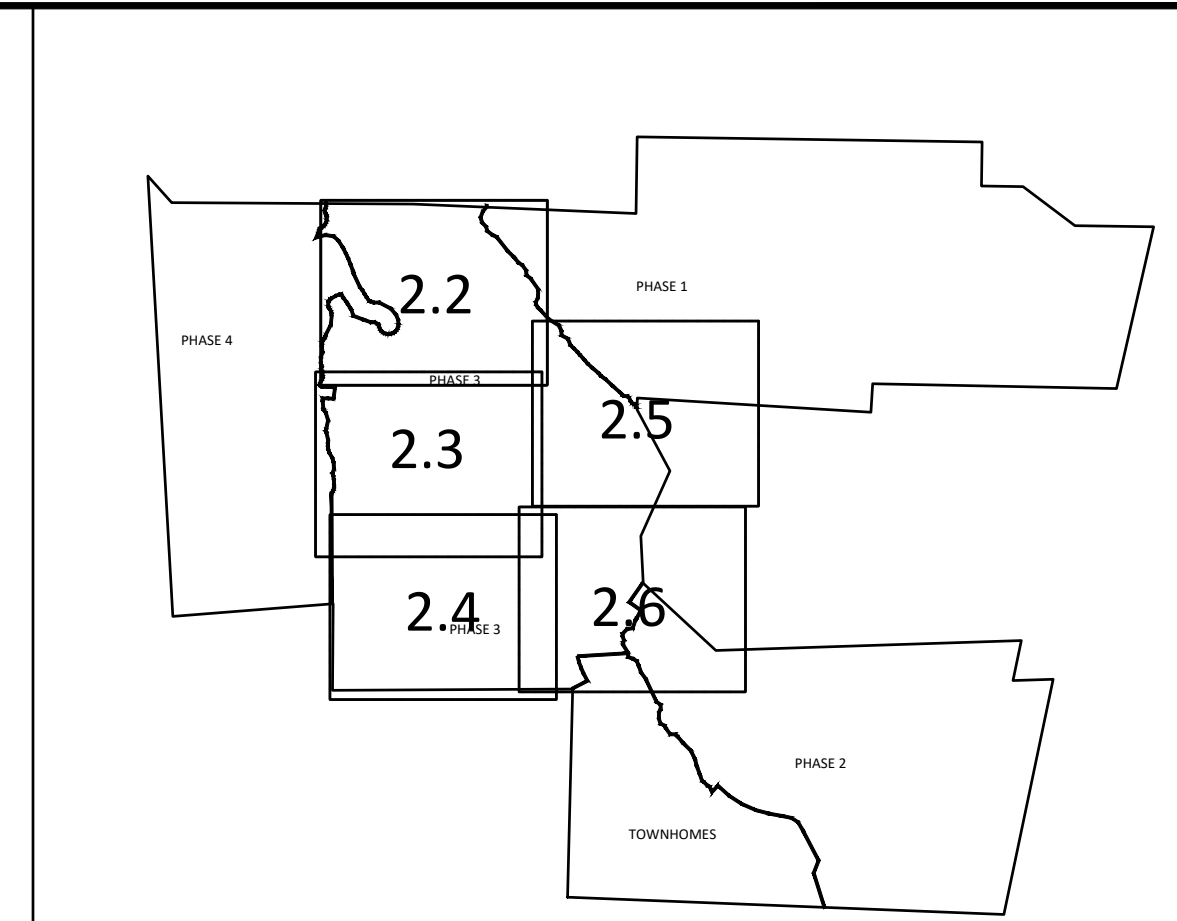 PHASE 1
2.2
PHASE 4
PHASE 3
2.5
2.3
2.6
2.4
PHASE 3
PHASE 2
TOWNHOMES